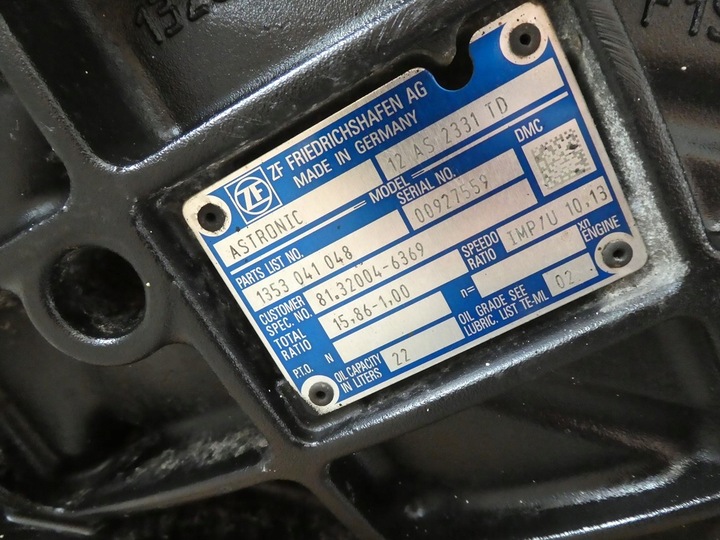 ZF FRIEDRICHSHAFEN AG
MADE IN GERMANY
ZF
ASTRONIC
MODEL
12 AS 2331 TD
PARTS LIST NO.
1353 041 048
SERIAL NO.
00927559
DMC
CUSTOMER
SPEC. NO.
81.32004-6369
TOTAL
RATIO
15,86-1,00
SPEEDO
RATIO
IMP/U 10,13
P.T.O.
N
n=
xn
ENGINE
OIL CAPACITY
IN LITERS
22
OIL GRADE SEE
LUBRIC. LIST TE-ML
02